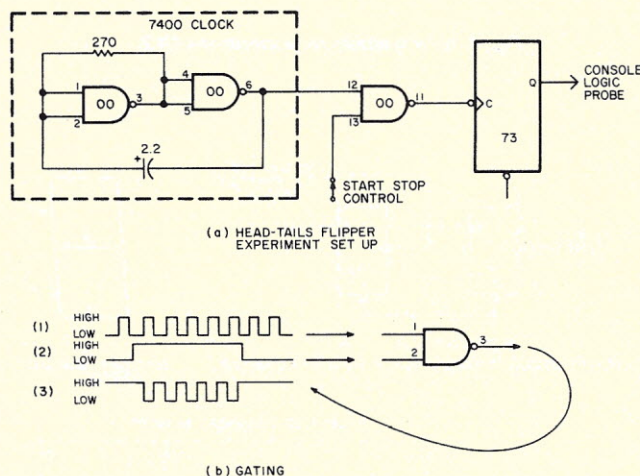 7400 CLOCK
270
1
2
00
3
4
5
00
6
+
2.2
12
13
00
11
C
Q
73
CONSOLE
LOGIC
PROBE
START STOP
CONTROL
(a) HEAD-TAILS FLIPPER
EXPERIMENT SET UP
(1) HIGH
LOW
(2) HIGH
LOW
(3) HIGH
LOW
1
2
3
(b) GATING